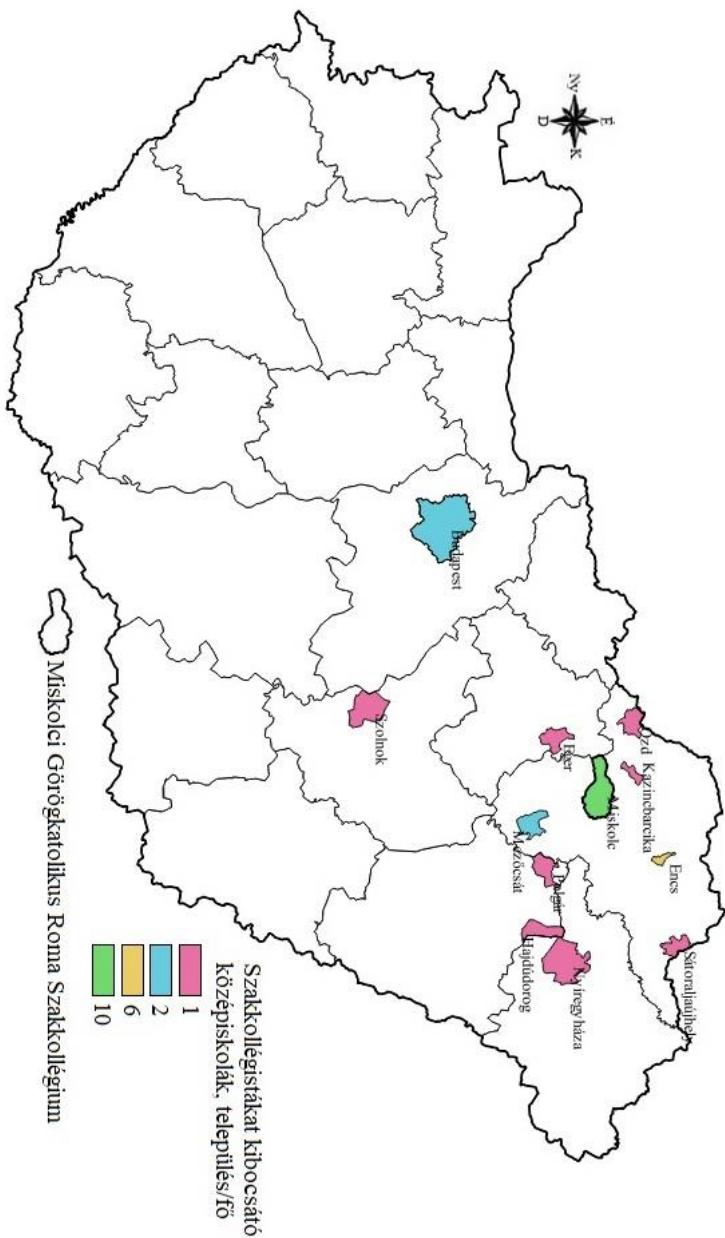 É
Ny
K
D
Sátoraljaújhely
Encs
Ózd
Kazincbarcika
Miskolc
Eger
Nyíregyháza
Polgár
Hajdúdorog
Mezőcsát
Budapest
Szolnok
Szakkollégistákat kibocsátó
középiskolák, település/fő
1
2
6
10
Miskolci Görögkatolikus Roma Szakkollégium